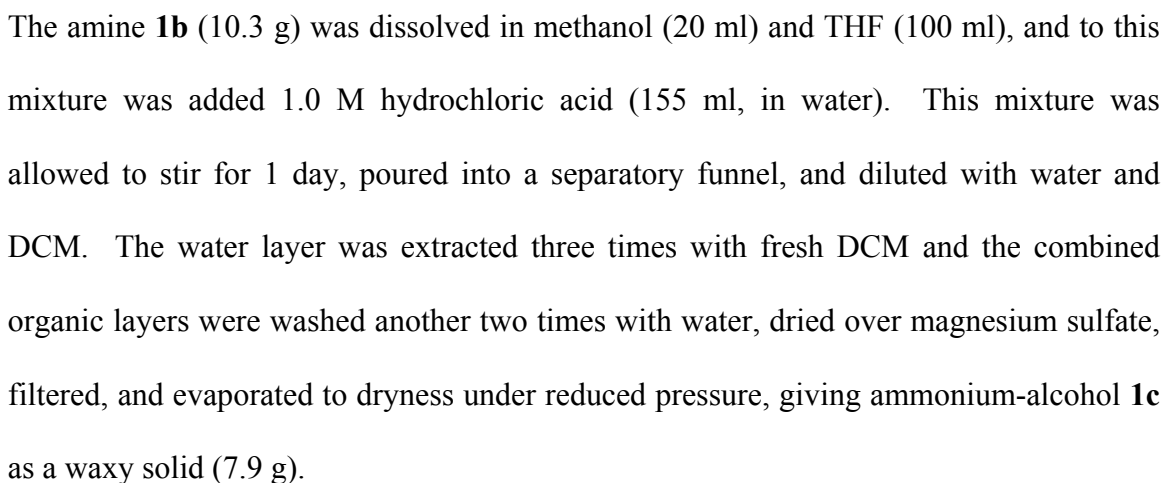 The amine 1b (10.3 g) was dissolved in methanol (20 ml) and THF (100 ml), and to this
mixture was added 1.0 M hydrochloric acid (155 ml, in water). This mixture was
allowed to stir for 1 day, poured into a separatory funnel, and diluted with water and
DCM. The water layer was extracted three times with fresh DCM and the combined
organic layers were washed another two times with water, dried over magnesium sulfate,
filtered, and evaporated to dryness under reduced pressure, giving ammonium-alcohol 1c
as a waxy solid (7.9 g).